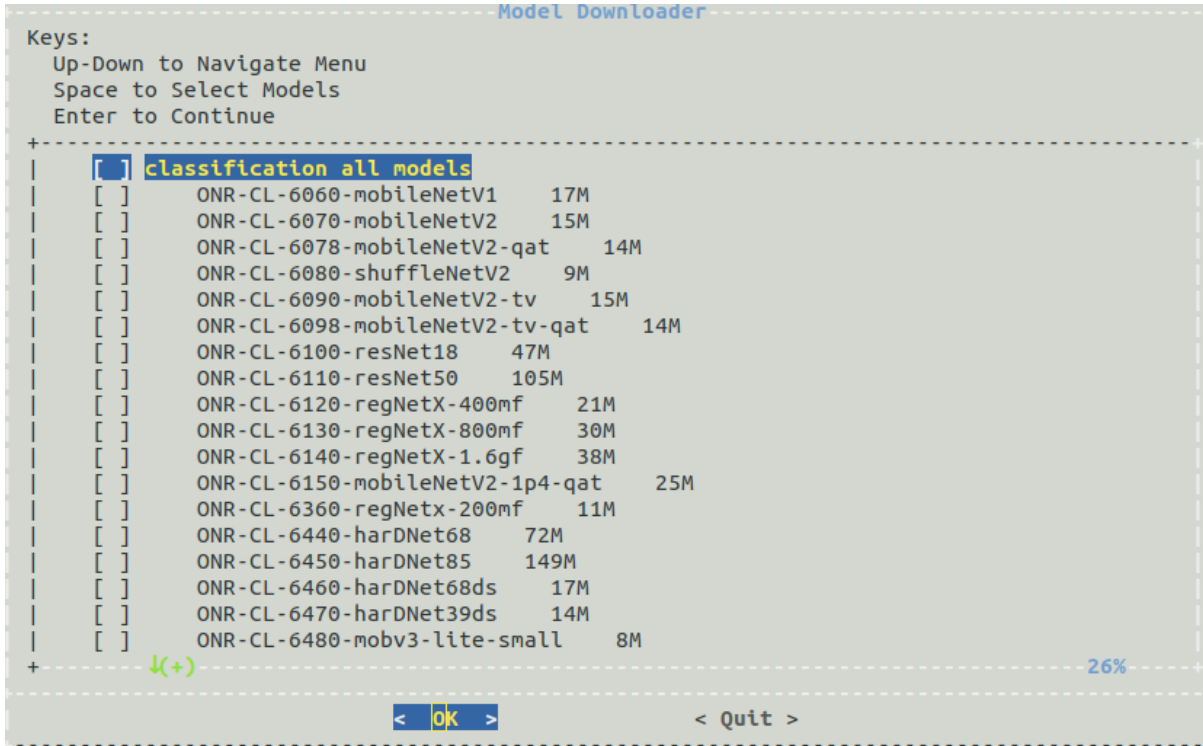 Model Downloader
Keys:
Up-Down to Navigate Menu
Space to Select Models
Enter to Continue
[ ] classification all models
[ ] ONR-CL-6060-mobileNetV1 17M
[ ] ONR-CL-6070-mobileNetV2 15M
[ ] ONR-CL-6078-mobileNetV2-qat 14M
[ ] ONR-CL-6080-shuffleNetV2 9M
[ ] ONR-CL-6090-mobileNetV2-tv 15M
[ ] ONR-CL-6098-mobileNetV2-tv-qat 14M
[ ] ONR-CL-6100-resNet18 47M
[ ] ONR-CL-6110-resNet50 105M
[ ] ONR-CL-6120-regNetX-400mf 21M
[ ] ONR-CL-6130-regNetX-800mf 30M
[ ] ONR-CL-6140-regNetX-1.6gf 38M
[ ] ONR-CL-6150-mobileNetV2-1p4-qat 25M
[ ] ONR-CL-6360-regNetx-200mf 11M
[ ] ONR-CL-6440-harDNet68 72M
[ ] ONR-CL-6450-harDNet85 149M
[ ] ONR-CL-6460-harDNet68ds 17M
[ ] ONR-CL-6470-harDNet39ds 14M
[ ] ONR-CL-6480-mobv3-lite-small 8M
↓(+) 26%
< OK > < Quit >